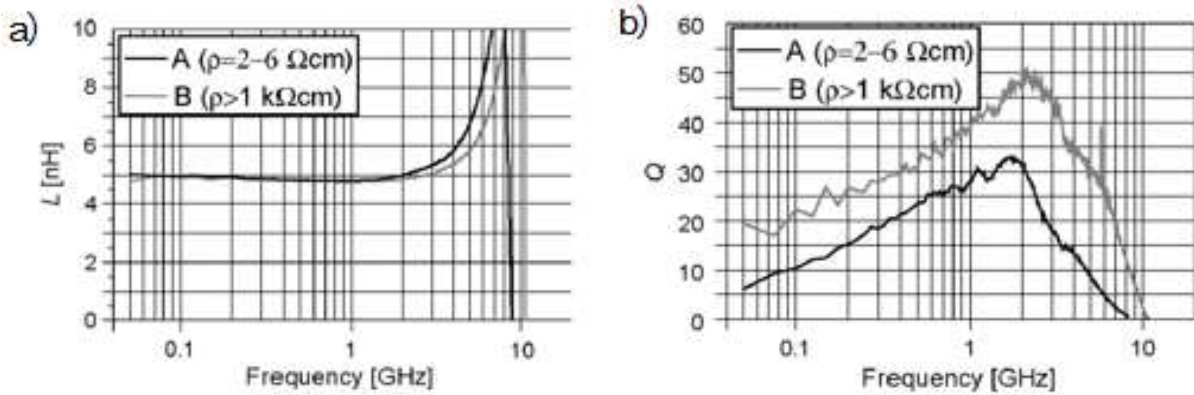 a)
10
8
6
4
2
0
L [nH]
A (ρ=2–6 Ωcm)
B (ρ>1 kΩcm)
0.1
1
10
Frequency [GHz]
b)
60
50
40
30
20
10
0
Q
A (ρ=2–6 Ωcm)
B (ρ>1 kΩcm)
0.1
1
10
Frequency [GHz]